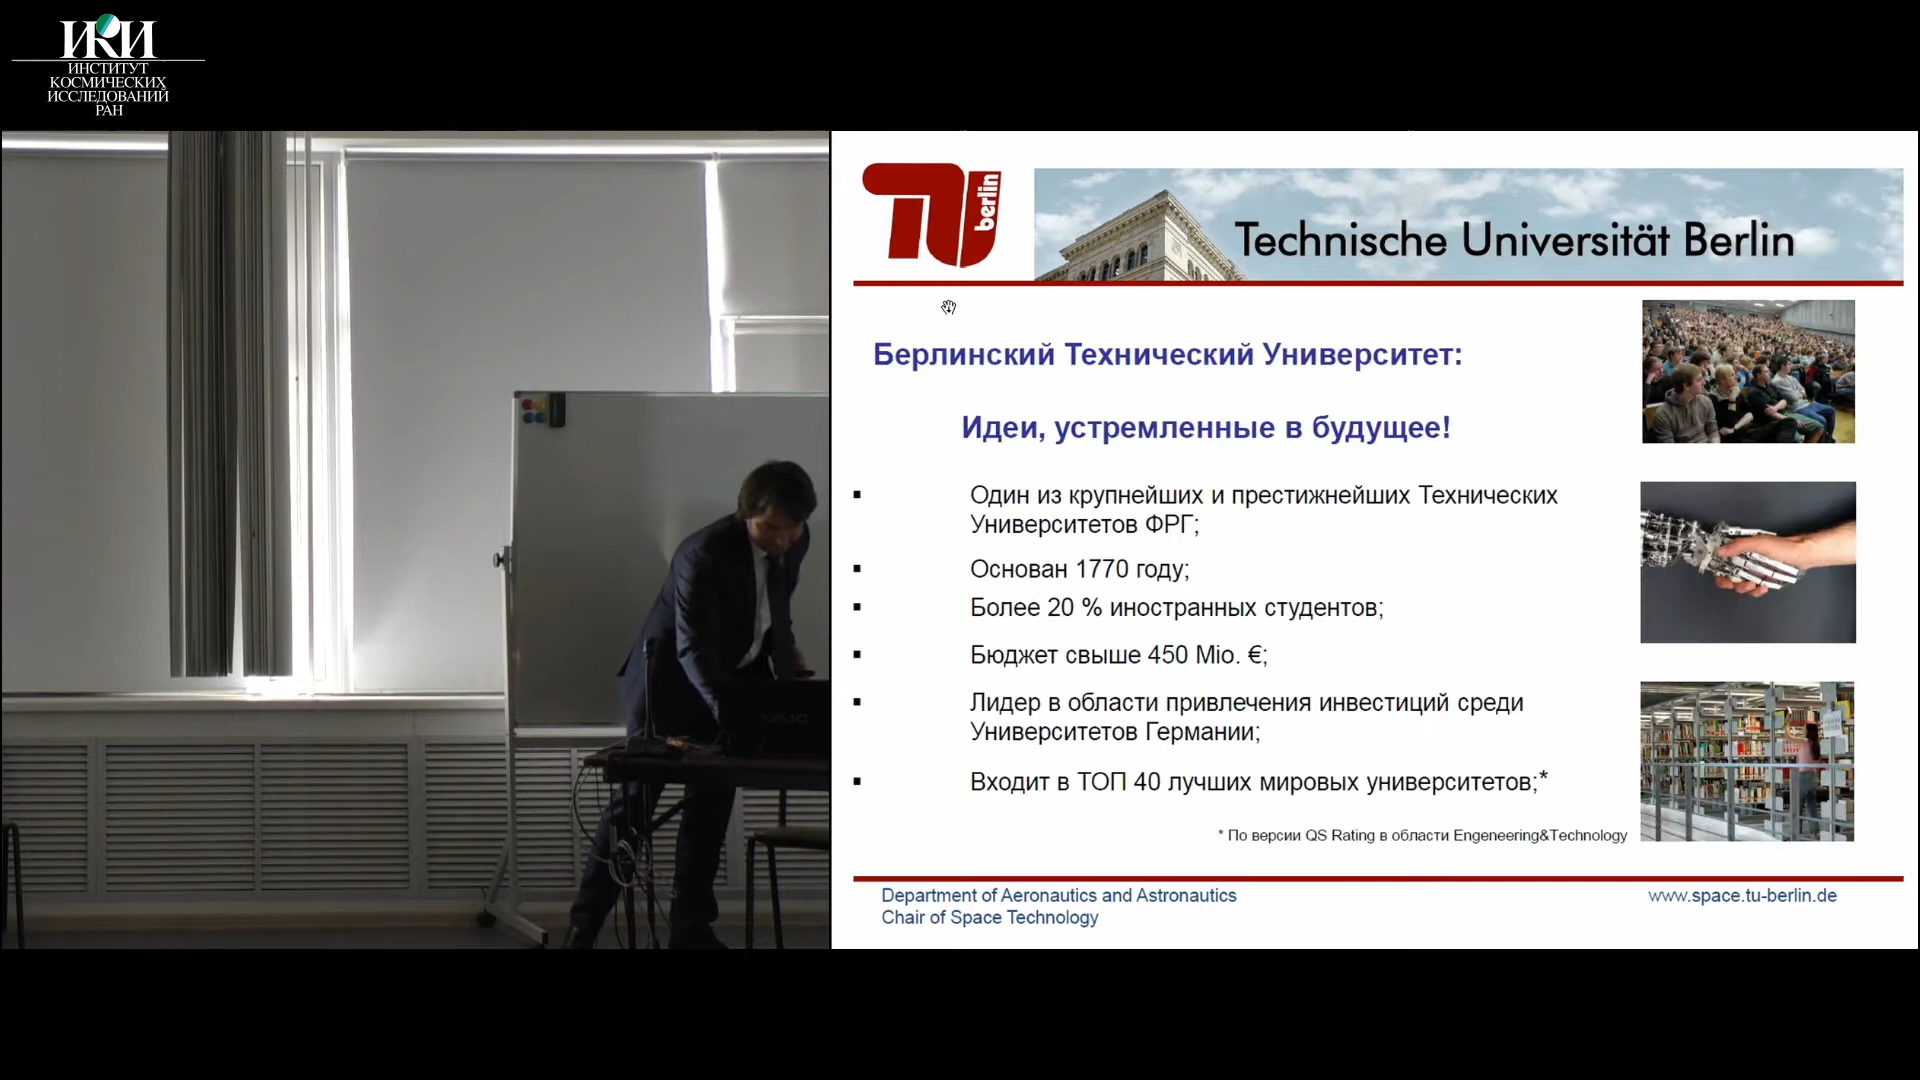 ИКИ
ИНСТИТУТ
КОСМИЧЕСКИХ
ИССЛЕДОВАНИЙ
РАН
TU berlin
Technische Universität Berlin
Берлинский Технический Университет:
Идеи, устремленные в будущее!
▪ Один из крупнейших и престижнейших Технических
Университетов ФРГ;
▪ Основан 1770 году;
▪ Более 20 % иностранных студентов;
▪ Бюджет свыше 450 Mio. €;
▪ Лидер в области привлечения инвестиций среди
Университетов Германии;
▪ Входит в ТОП 40 лучших мировых университетов;*
* По версии QS Rating в области Engeneering&Technology
Department of Aeronautics and Astronautics
Chair of Space Technology
www.space.tu-berlin.de